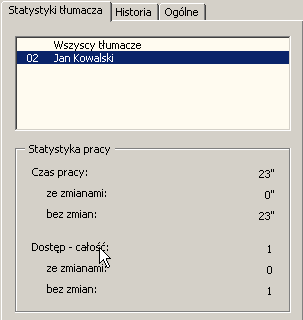 Statystyki tłumacza Historia Ogólne
Wszyscy tłumacze
02 Jan Kowalski
Statystyka pracy
Czas pracy: 23"
ze zmianami: 0"
bez zmian: 23"
Dostęp - całość: 1
ze zmianami: 0
bez zmian: 1